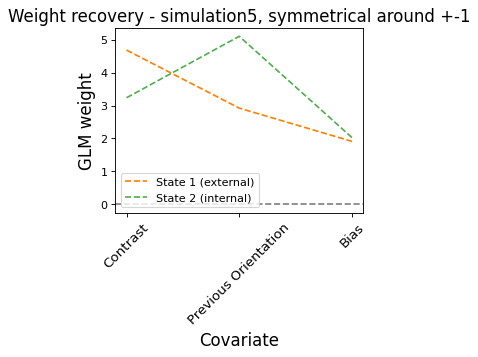 Weight recovery - simulation5, symmetrical around +-1
GLM weight
5
4
3
2
1
0
State 1 (external)
State 2 (internal)
Contrast
Previous Orientation
Bias
Covariate